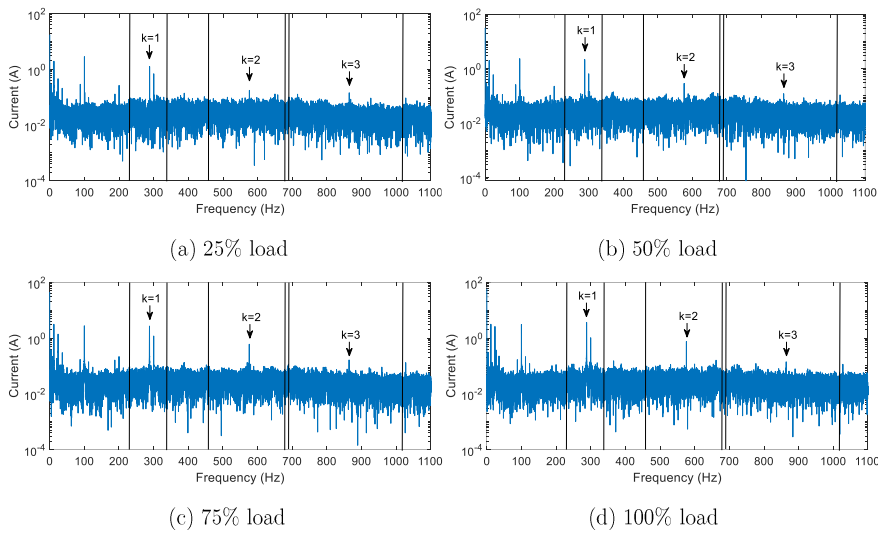 10^2
10^0
10^-2
10^-4
Current (A)
k=1
k=2
k=3
0 100 200 300 400 500 600 700 800 900 1000 1100
Frequency (Hz)
(a) 25% load
10^2
10^0
10^-2
10^-4
Current (A)
k=1
k=2
k=3
0 100 200 300 400 500 600 700 800 900 1000 1100
Frequency (Hz)
(b) 50% load
10^2
10^0
10^-2
10^-4
Current (A)
k=1
k=2
k=3
0 100 200 300 400 500 600 700 800 900 1000 1100
Frequency (Hz)
(c) 75% load
10^2
10^0
10^-2
10^-4
Current (A)
k=1
k=2
k=3
0 100 200 300 400 500 600 700 800 900 1000 1100
Frequency (Hz)
(d) 100% load